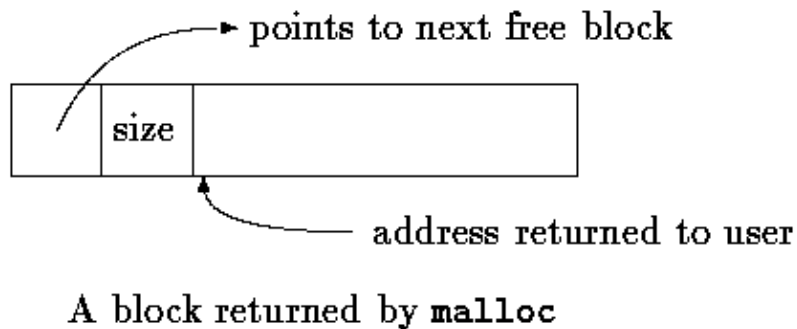 points to next free block
size
address returned to user
A block returned by malloc